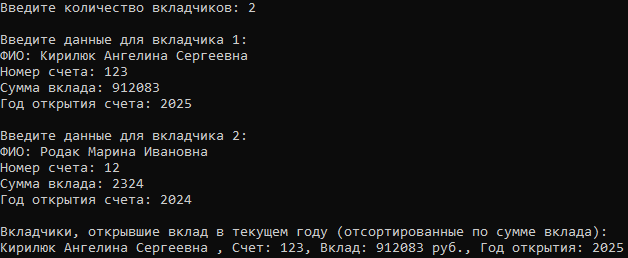 Введите количество вкладчиков: 2
Введите данные для вкладчика 1:
ФИО: Кирилюк Ангелина Сергеевна
Номер счета: 123
Сумма вклада: 912083
Год открытия счета: 2025
Введите данные для вкладчика 2:
ФИО: Родак Марина Ивановна
Номер счета: 12
Сумма вклада: 2324
Год открытия счета: 2024
Вкладчики, открывшие вклад в текущем году (отсортированные по сумме вклада):
Кирилюк Ангелина Сергеевна , Счет: 123, Вклад: 912083 руб., Год открытия: 2025